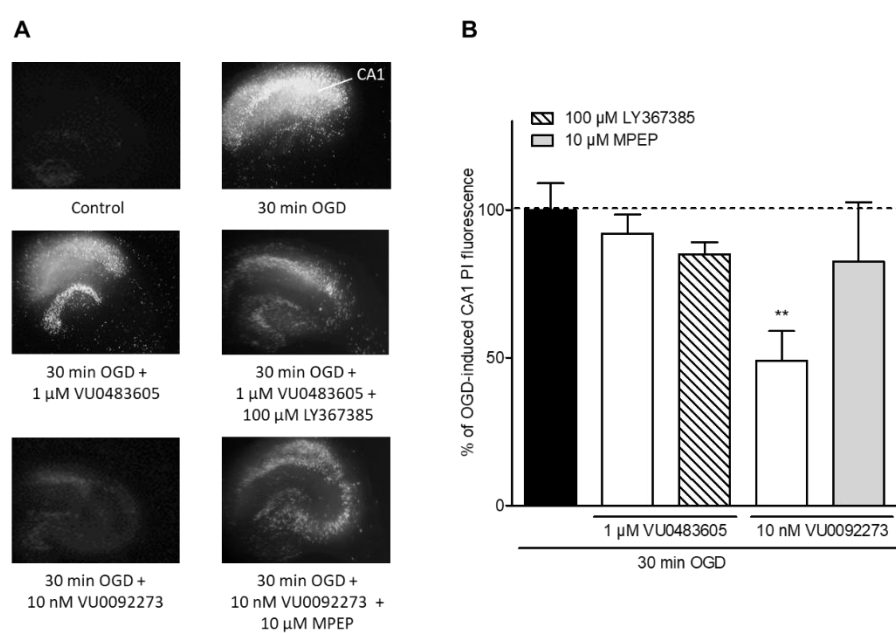 A
CA1
Control
30 min OGD
30 min OGD +
1 µM VU0483605
30 min OGD +
1 µM VU0483605 +
100 µM LY367385
30 min OGD +
10 nM VU0092273
30 min OGD +
10 nM VU0092273 +
10 µM MPEP
B
100 µM LY367385
10 µM MPEP
% of OGD-induced CA1 PI fluorescence
100
50
0
**
1 µM VU0483605
10 nM VU0092273
30 min OGD